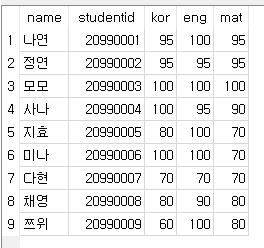 name studentid kor eng mat
1 나연 20990001 95 100 95
2 정연 20990002 95 95 95
3 모모 20990003 100 100 100
4 사나 20990004 100 95 90
5 지효 20990005 80 100 70
6 미나 20990006 100 100 70
7 다현 20990007 70 70 70
8 채영 20990008 80 90 80
9 쯔위 20990009 60 100 80